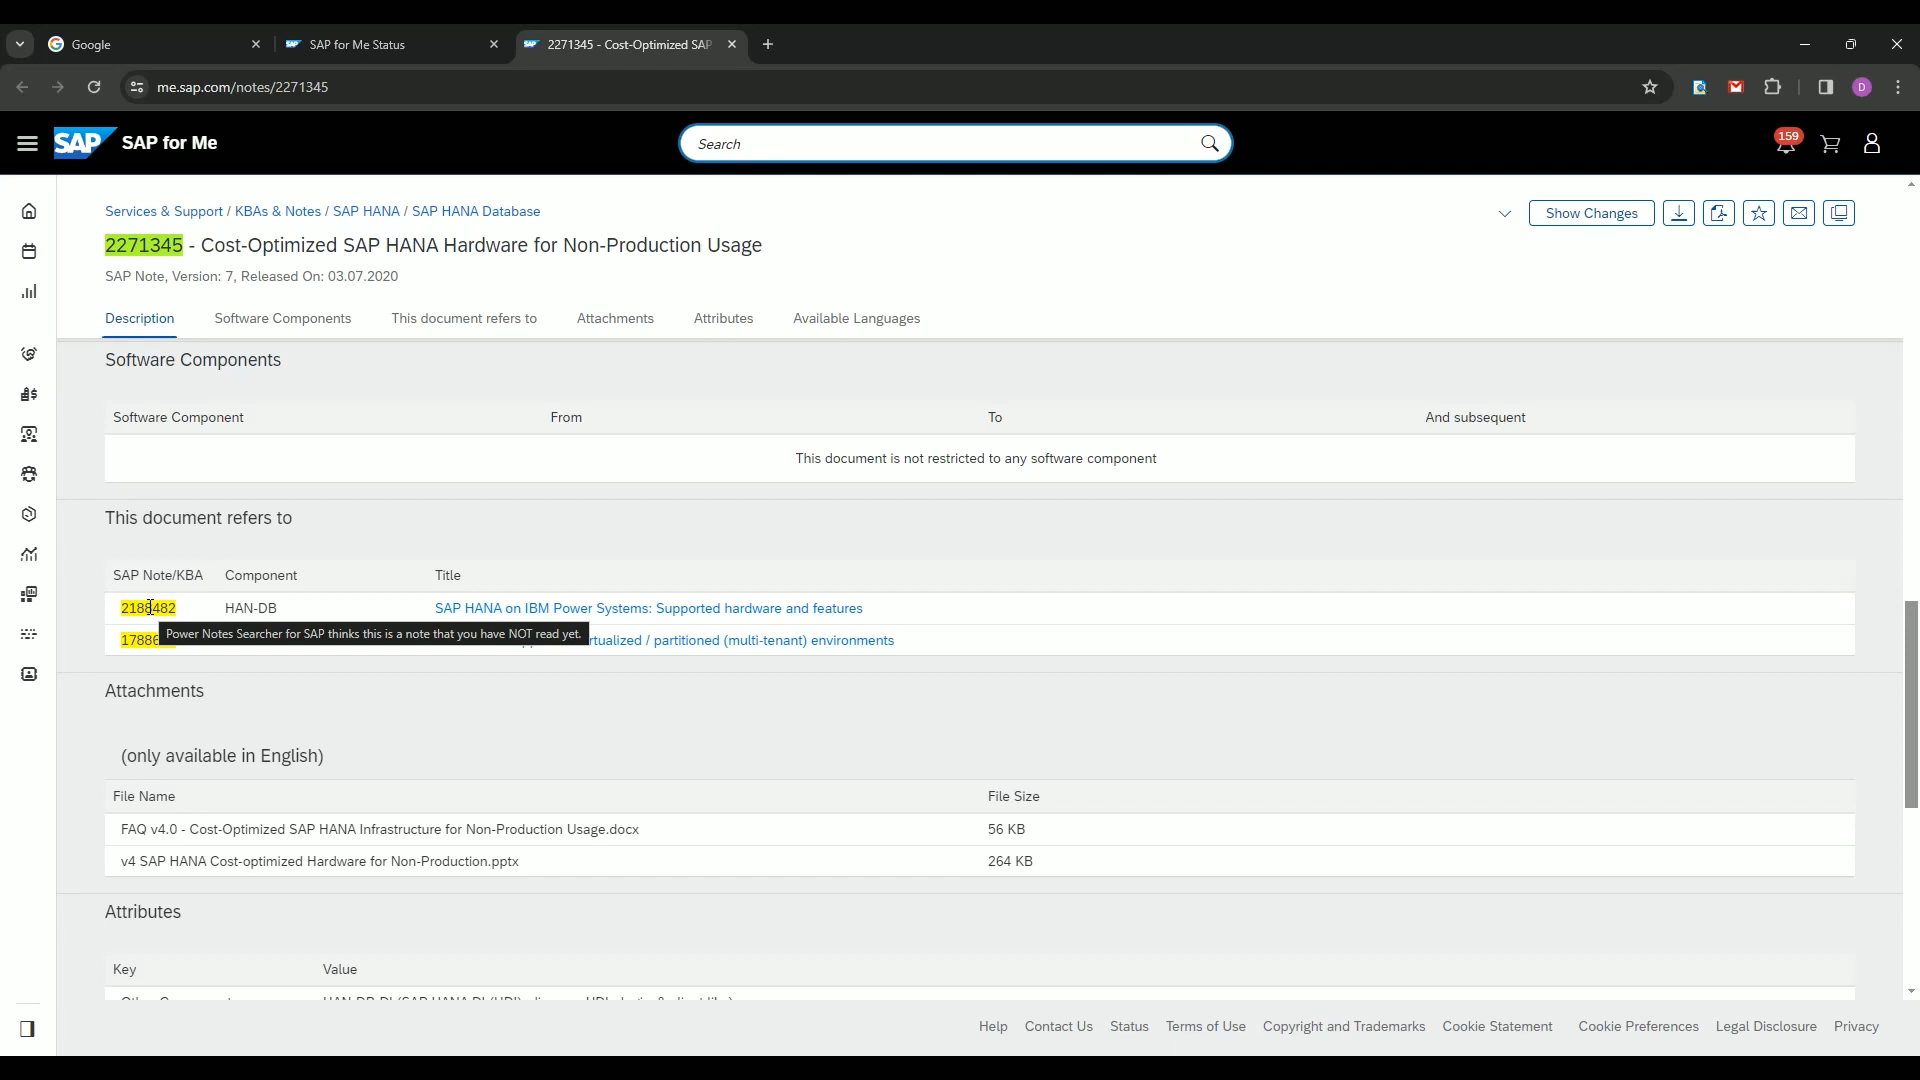 Google
SAP for Me Status
2271345 - Cost-Optimized SAP
me.sap.com/notes/2271345
D
SAP SAP for Me
Search
159
Services & Support / KBAs & Notes / SAP HANA / SAP HANA Database
Show Changes
2271345 - Cost-Optimized SAP HANA Hardware for Non-Production Usage
SAP Note, Version: 7, Released On: 03.07.2020
Description Software Components This document refers to Attachments Attributes Available Languages
Software Components
Software Component From To And subsequent
This document is not restricted to any software component
This document refers to
SAP Note/KBA Component Title
2188482 HAN-DB SAP HANA on IBM Power Systems: Supported hardware and features
Power Notes Searcher for SAP thinks this is a note that you have NOT read yet.
/ partitioned (multi-tenant) environments
Attachments
(only available in English)
File Name File Size
FAQ v4.0 - Cost-Optimized SAP HANA Infrastructure for Non-Production Usage.docx 56 KB
v4 SAP HANA Cost-optimized Hardware for Non-Production.pptx 264 KB
Attributes
Key Value
Help Contact Us Status Terms of Use Copyright and Trademarks Cookie Statement Cookie Preferences Legal Disclosure Privacy